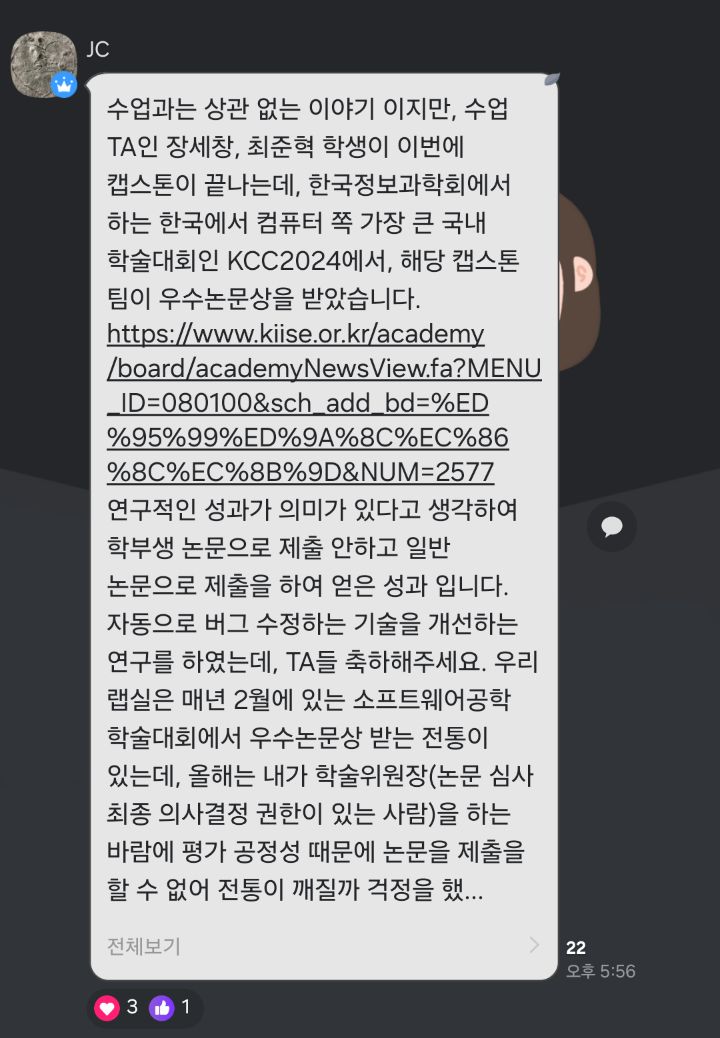 JC
수업과는 상관 없는 이야기 이지만, 수업
TA인 장세창, 최준혁 학생이 이번에
캡스톤이 끝나는데, 한국정보과학회에서
하는 한국에서 컴퓨터 쪽 가장 큰 국내
학술대회인 KCC2024에서, 해당 캡스톤
팀이 우수논문상을 받았습니다.
https://www.kiise.or.kr/academy
/board/academyNewsView.fa?MENU
_ID=080100&sch_add_bd=%ED
%95%99%ED%9A%8C%EC%86
%8C%EC%8B%9D&NUM=2577
연구적인 성과가 의미가 있다고 생각하여
학부생 논문으로 제출 안하고 일반
논문으로 제출을 하여 얻은 성과 입니다.
자동으로 버그 수정하는 기술을 개선하는
연구를 하였는데, TA들 축하해주세요. 우리
랩실은 매년 2월에 있는 소프트웨어공학
학술대회에서 우수논문상 받는 전통이
있는데, 올해는 내가 학술위원장(논문 심사
최종 의사결정 권한이 있는 사람)을 하는
바람에 평가 공정성 때문에 논문을 제출을
할 수 없어 전통이 깨질까 걱정을 했...
전체보기
22
오후 5:56
3 1